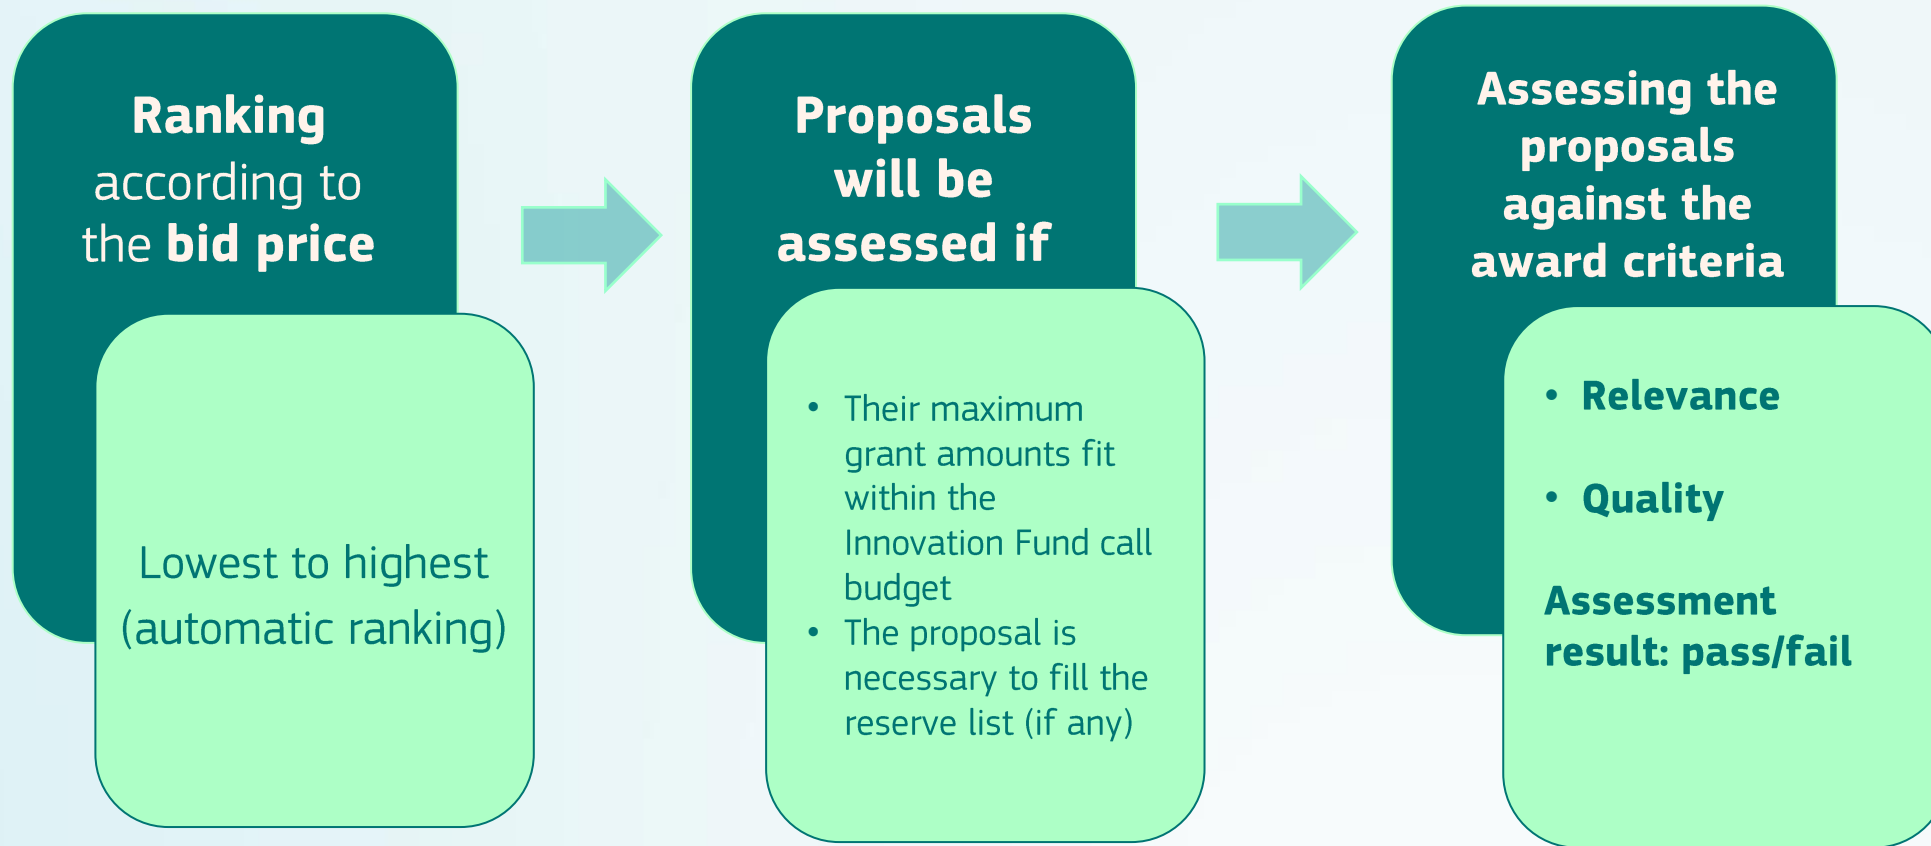 Ranking
according to
the bid price
Lowest to highest
(automatic ranking)
Proposals
will be
assessed if
• Their maximum
grant amounts fit
within the
Innovation Fund call
budget
• The proposal is
necessary to fill the
reserve list (if any)
Assessing the
proposals
against the
award criteria
• Relevance
• Quality
Assessment
result: pass/fail